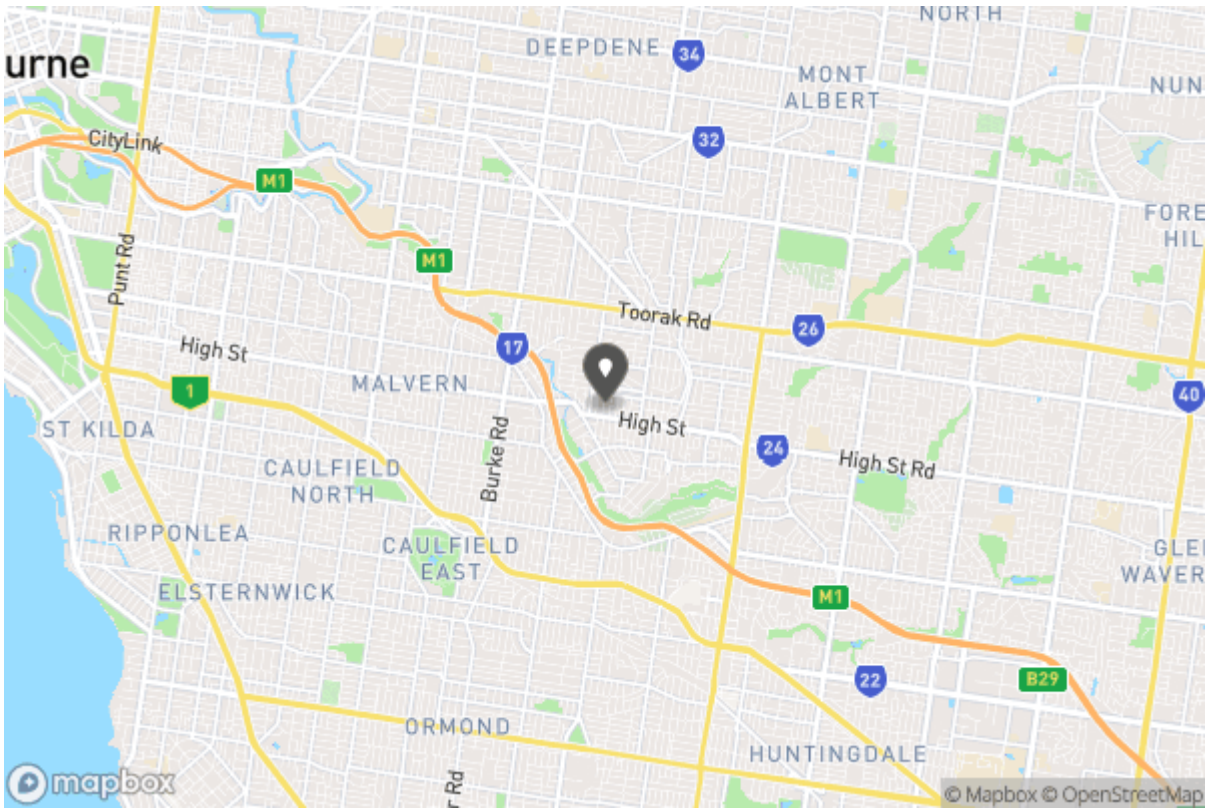 NORTH
DEEPDENE
34
urne
MONT
ALBERT
NUN
CityLink
32
M1
FORE
HIL
Punt Rd
M1
Toorak Rd
26
17
High St
MALVERN
1
40
High St
ST KILDA
Burke Rd
24
High St Rd
CAULFIELD
NORTH
RIPPONLEA
CAULFIELD
EAST
GLE
WAVER
ELSTERNWICK
M1
22
B29
ORMOND
HUNTINGDALE
r Rd
mapbox
© Mapbox © OpenStreetMap